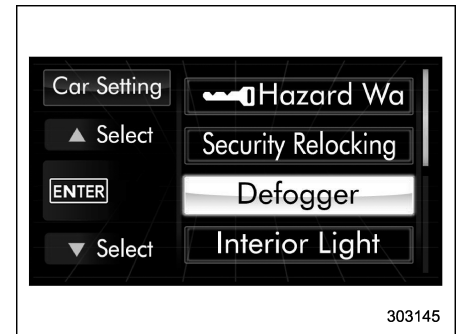 Car Setting
Hazard Wa
▲ Select
Security Relocking
ENTER
Defogger
▼ Select
Interior Light
303145